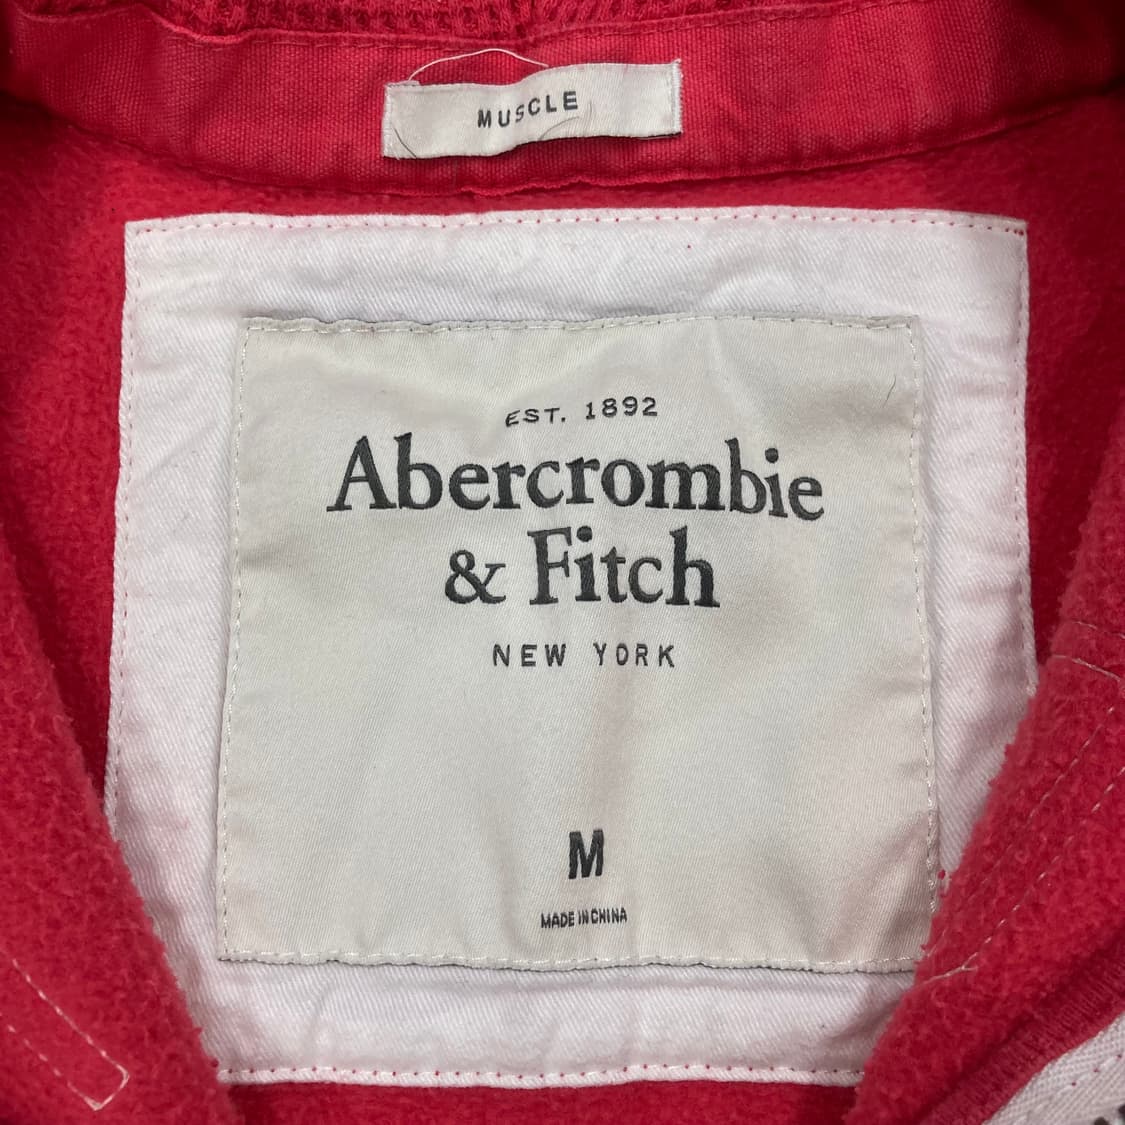 MUSCLE
EST. 1892
Abercrombie
& Fitch
NEW YORK
M
MADE IN CHINA